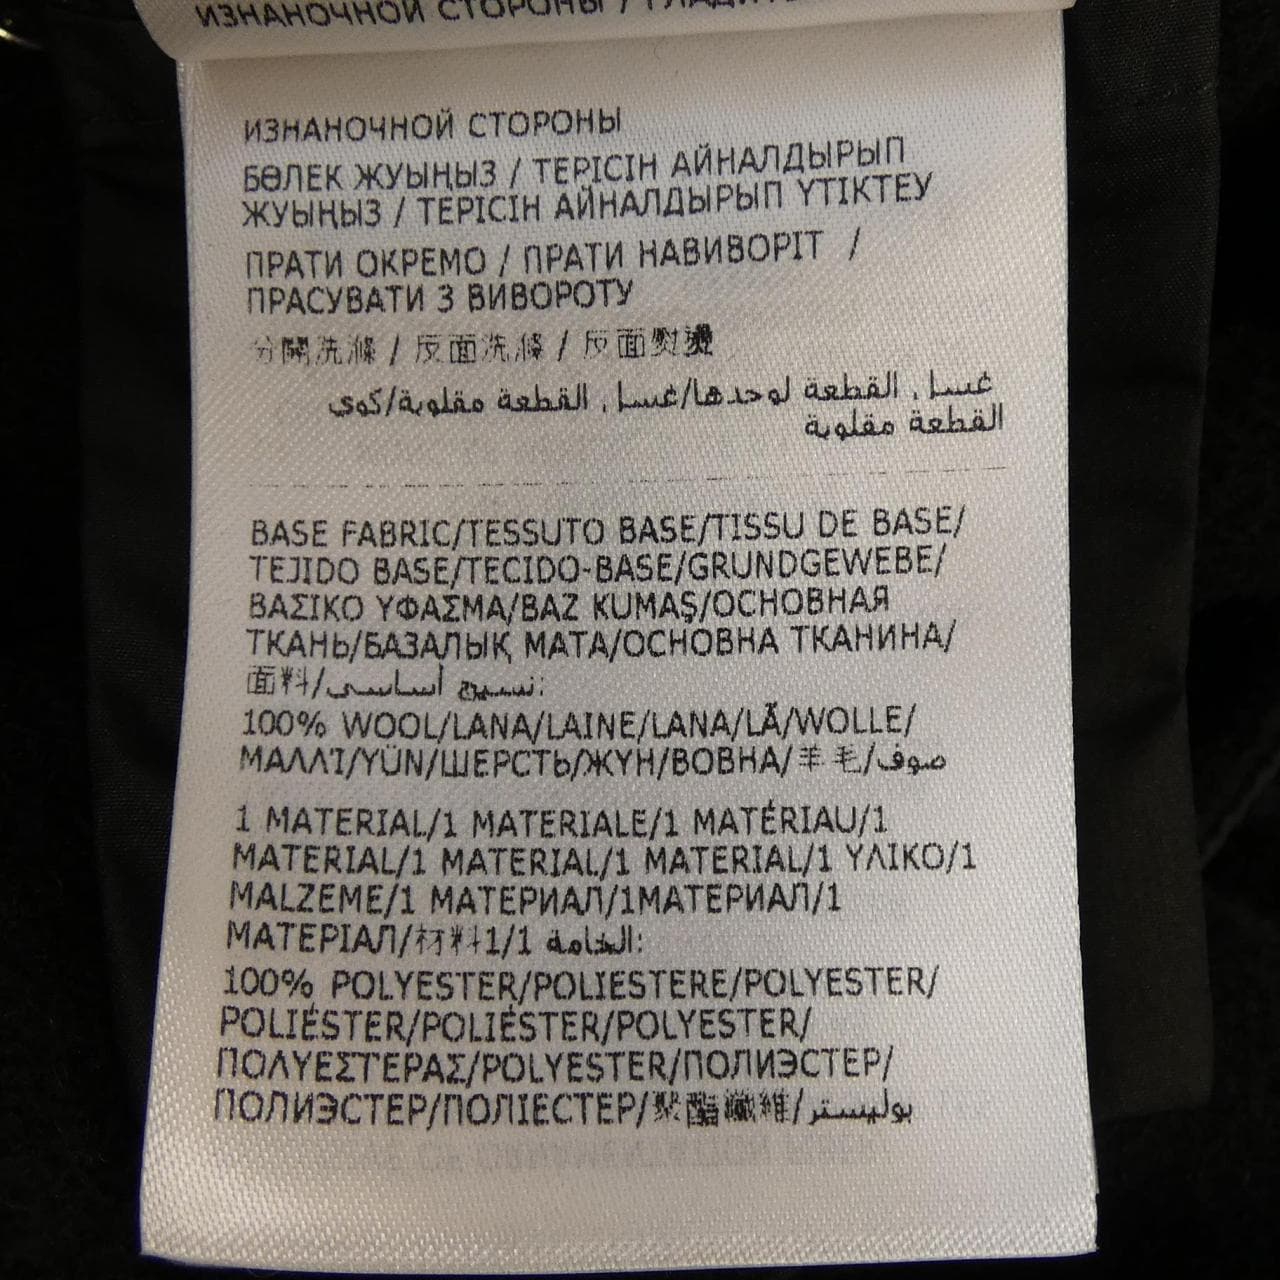 ИЗНАНОЧНОЙ СТОРОНЫ /
ИЗНАНОЧНОЙ СТОРОНЫ
БӨЛЕК ЖУЫҢЫЗ / ТЕРІСІН АЙНАЛДЫРЫП
ЖУЫҢЫЗ / ТЕРІСІН АЙНАЛДЫРЫП ҮТІКТЕУ
ПРАТИ ОКРЕМО / ПРАТИ НАВИВОРІТ /
ПРАСУВАТИ З ВИВОРОТУ
分開洗滌 / 反面洗滌 / 反面熨燙
غسل القطعة لوحدها/غسل القطعة مقلوبة/كوي
القطعة مقلوبة
BASE FABRIC/TESSUTO BASE/TISSU DE BASE/
TEJIDO BASE/TECIDO-BASE/GRUNDGEWEBE/
ΒΑΣΙΚΟ ΥΦΑΣΜΑ/BAZ KUMAŞ/ОСНОВНАЯ
ТКАНЬ/БАЗАЛЫҚ МАТА/ОСНОВНА ТКАНИНА/
面料/نسيج أساسي:
100% WOOL/LANA/LAINE/LANA/LÃ/WOLLE/
ΜΑΛΛΊ/YÜN/ШЕРСТЬ/ЖҮН/ВОВНА/羊毛/صوف
1 MATERIAL/1 MATERIALE/1 MATÉRIAU/1
MATERIAL/1 MATERIAL/1 MATERIAL/1 ΥΛΙΚΟ/1
MALZEME/1 МАТЕРИАЛ/1МАТЕРИАЛ/1
МАТЕРІАЛ/材料1/1 الخامة:
100% POLYESTER/POLIESTERE/POLYESTER/
POLIÉSTER/POLIÉSTER/POLYESTER/
ΠΟΛΥΕΣΤΕΡΑΣ/POLYESTER/ПОЛИЭСТЕР/
ПОЛИЭСТЕР/ПОЛІЕСТЕР/聚酯纖維/بوليستر